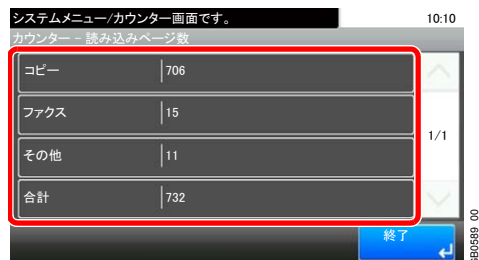 システムメニュー/カウンター画面です。 10:10
カウンター - 読み込みページ数
コピー 706
ファクス 15
1/1
その他 11
合計 732
終了